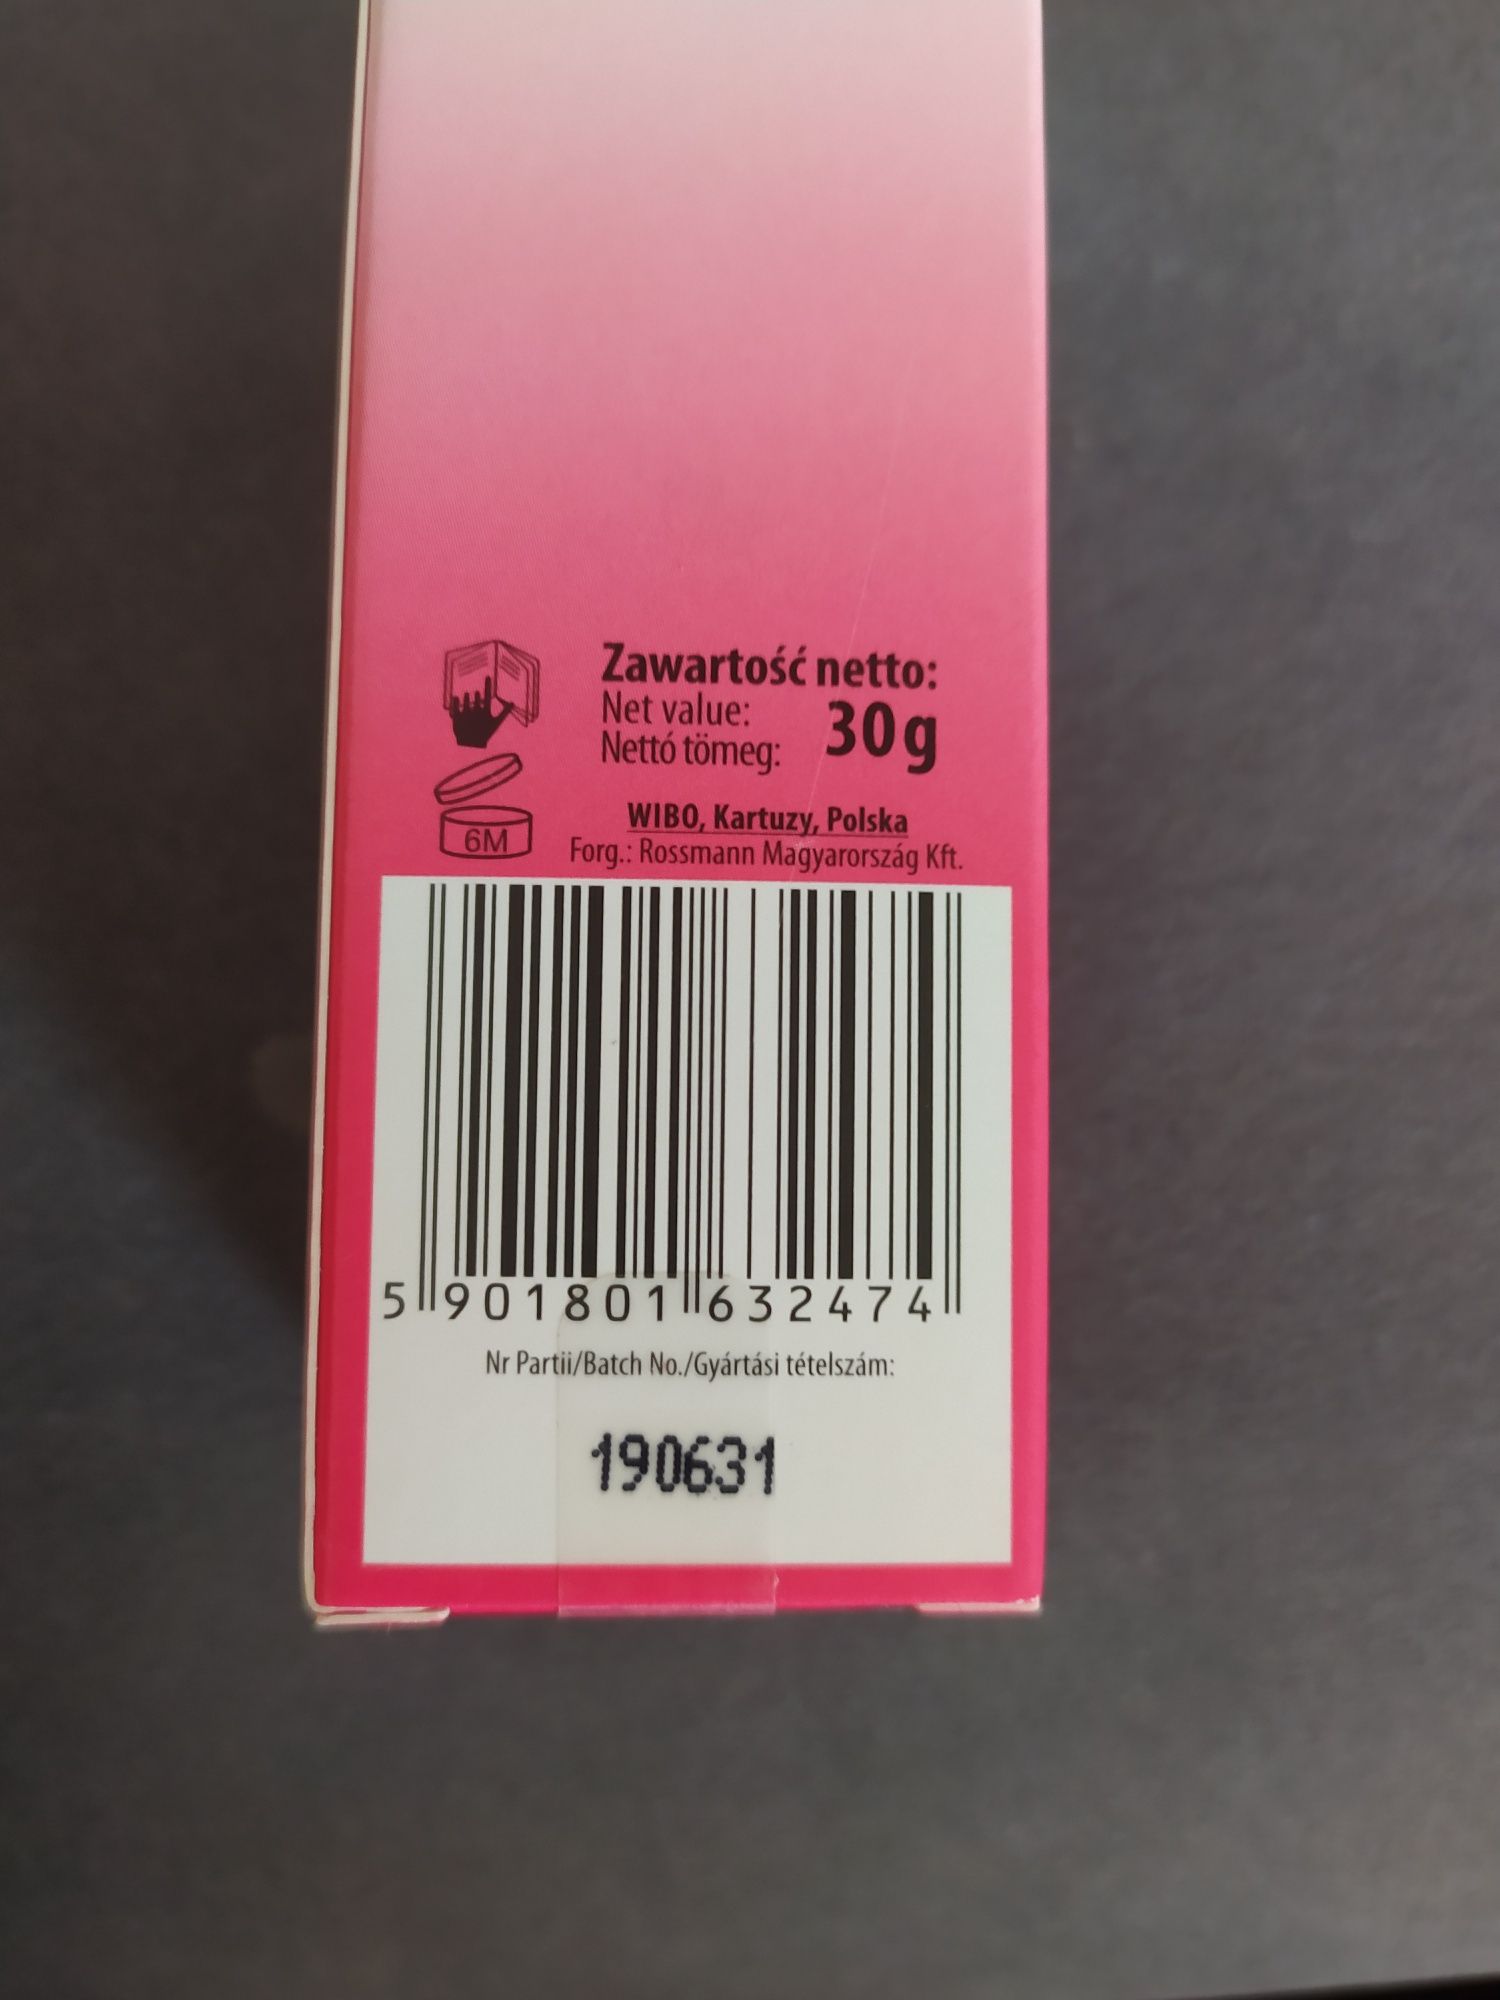 Zawartość netto:
Net value:
Nettó tömeg:
30g
6M
WIBO, Kartuzy, Polska
Forg.: Rossmann Magyarország Kft.
5 901801 632474
Nr Partii/Batch No./Gyártási tételszám:
190631